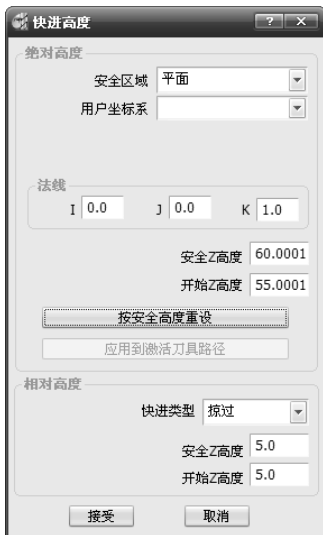 快进高度
绝对高度
安全区域 平面
用户坐标系
法线
I 0.0 J 0.0 K 1.0
安全Z高度 60.0001
开始Z高度 55.0001
按安全高度重设
应用到激活刀具路径
相对高度
快进类型 掠过
安全Z高度 5.0
开始Z高度 5.0
接受 取消